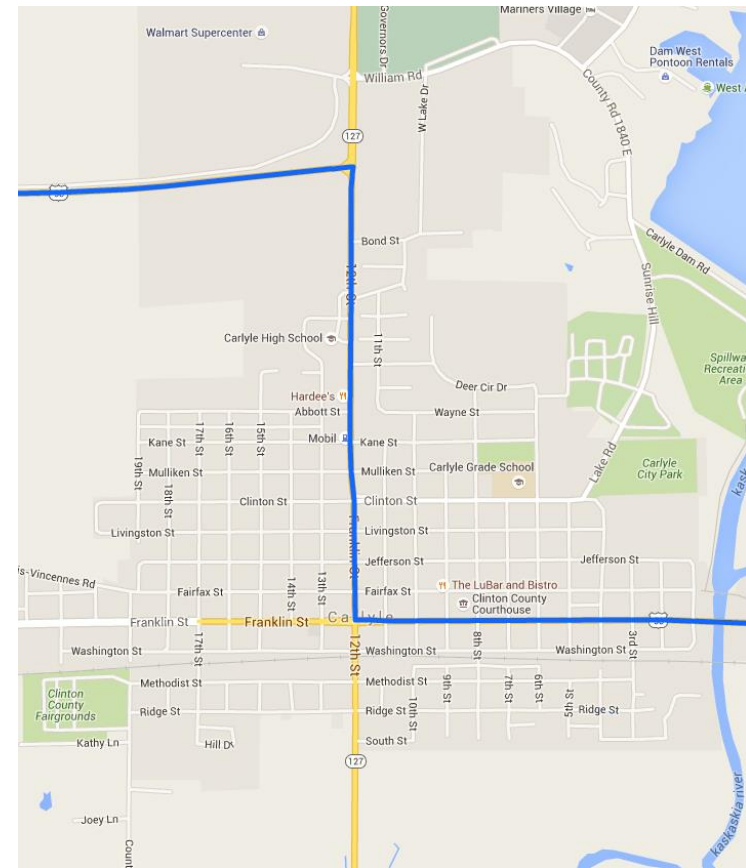 Mariners Village
Governors Dr
Walmart Supercenter
Dam West
Pontoon Rentals
West A
William Rd
W Lake Dr
County Rd 1840 E
127
Bond St
12th St
Carlyle Dam Rd
Sunrise Hill
Carlyle High School
11th St
Spillw
Recreati
Area
Deer Cir Dr
Hardee's
Abbott St
Wayne St
17th St
16th St
15th St
Mobil
Kane St
Kane St
Lake Rd
Mulliken St
Mulliken St
Carlyle Grade School
Carlyle
City Park
19th St
18th St
Clinton St
Clinton St
kask
Livingston St
Franklin St
Livingston St
Jefferson St
Jefferson St
is-Vincennes Rd
14th St
13th St
Fairfax St
Fairfax St
The LuBar and Bistro
Clinton County
Courthouse
Franklin St
Franklin St
Carlyle
17th St
12th St
8th St
3rd St
Washington St
Washington St
Washington St
Methodist St
Methodist St
9th St
7th St
6th St
5th St
10th St
Clinton
County
Fairgrounds
Ridge St
Ridge St
Ridge St
Kathy Ln
Hill D
South St
127
kaskaskia river
Joey Ln
Count